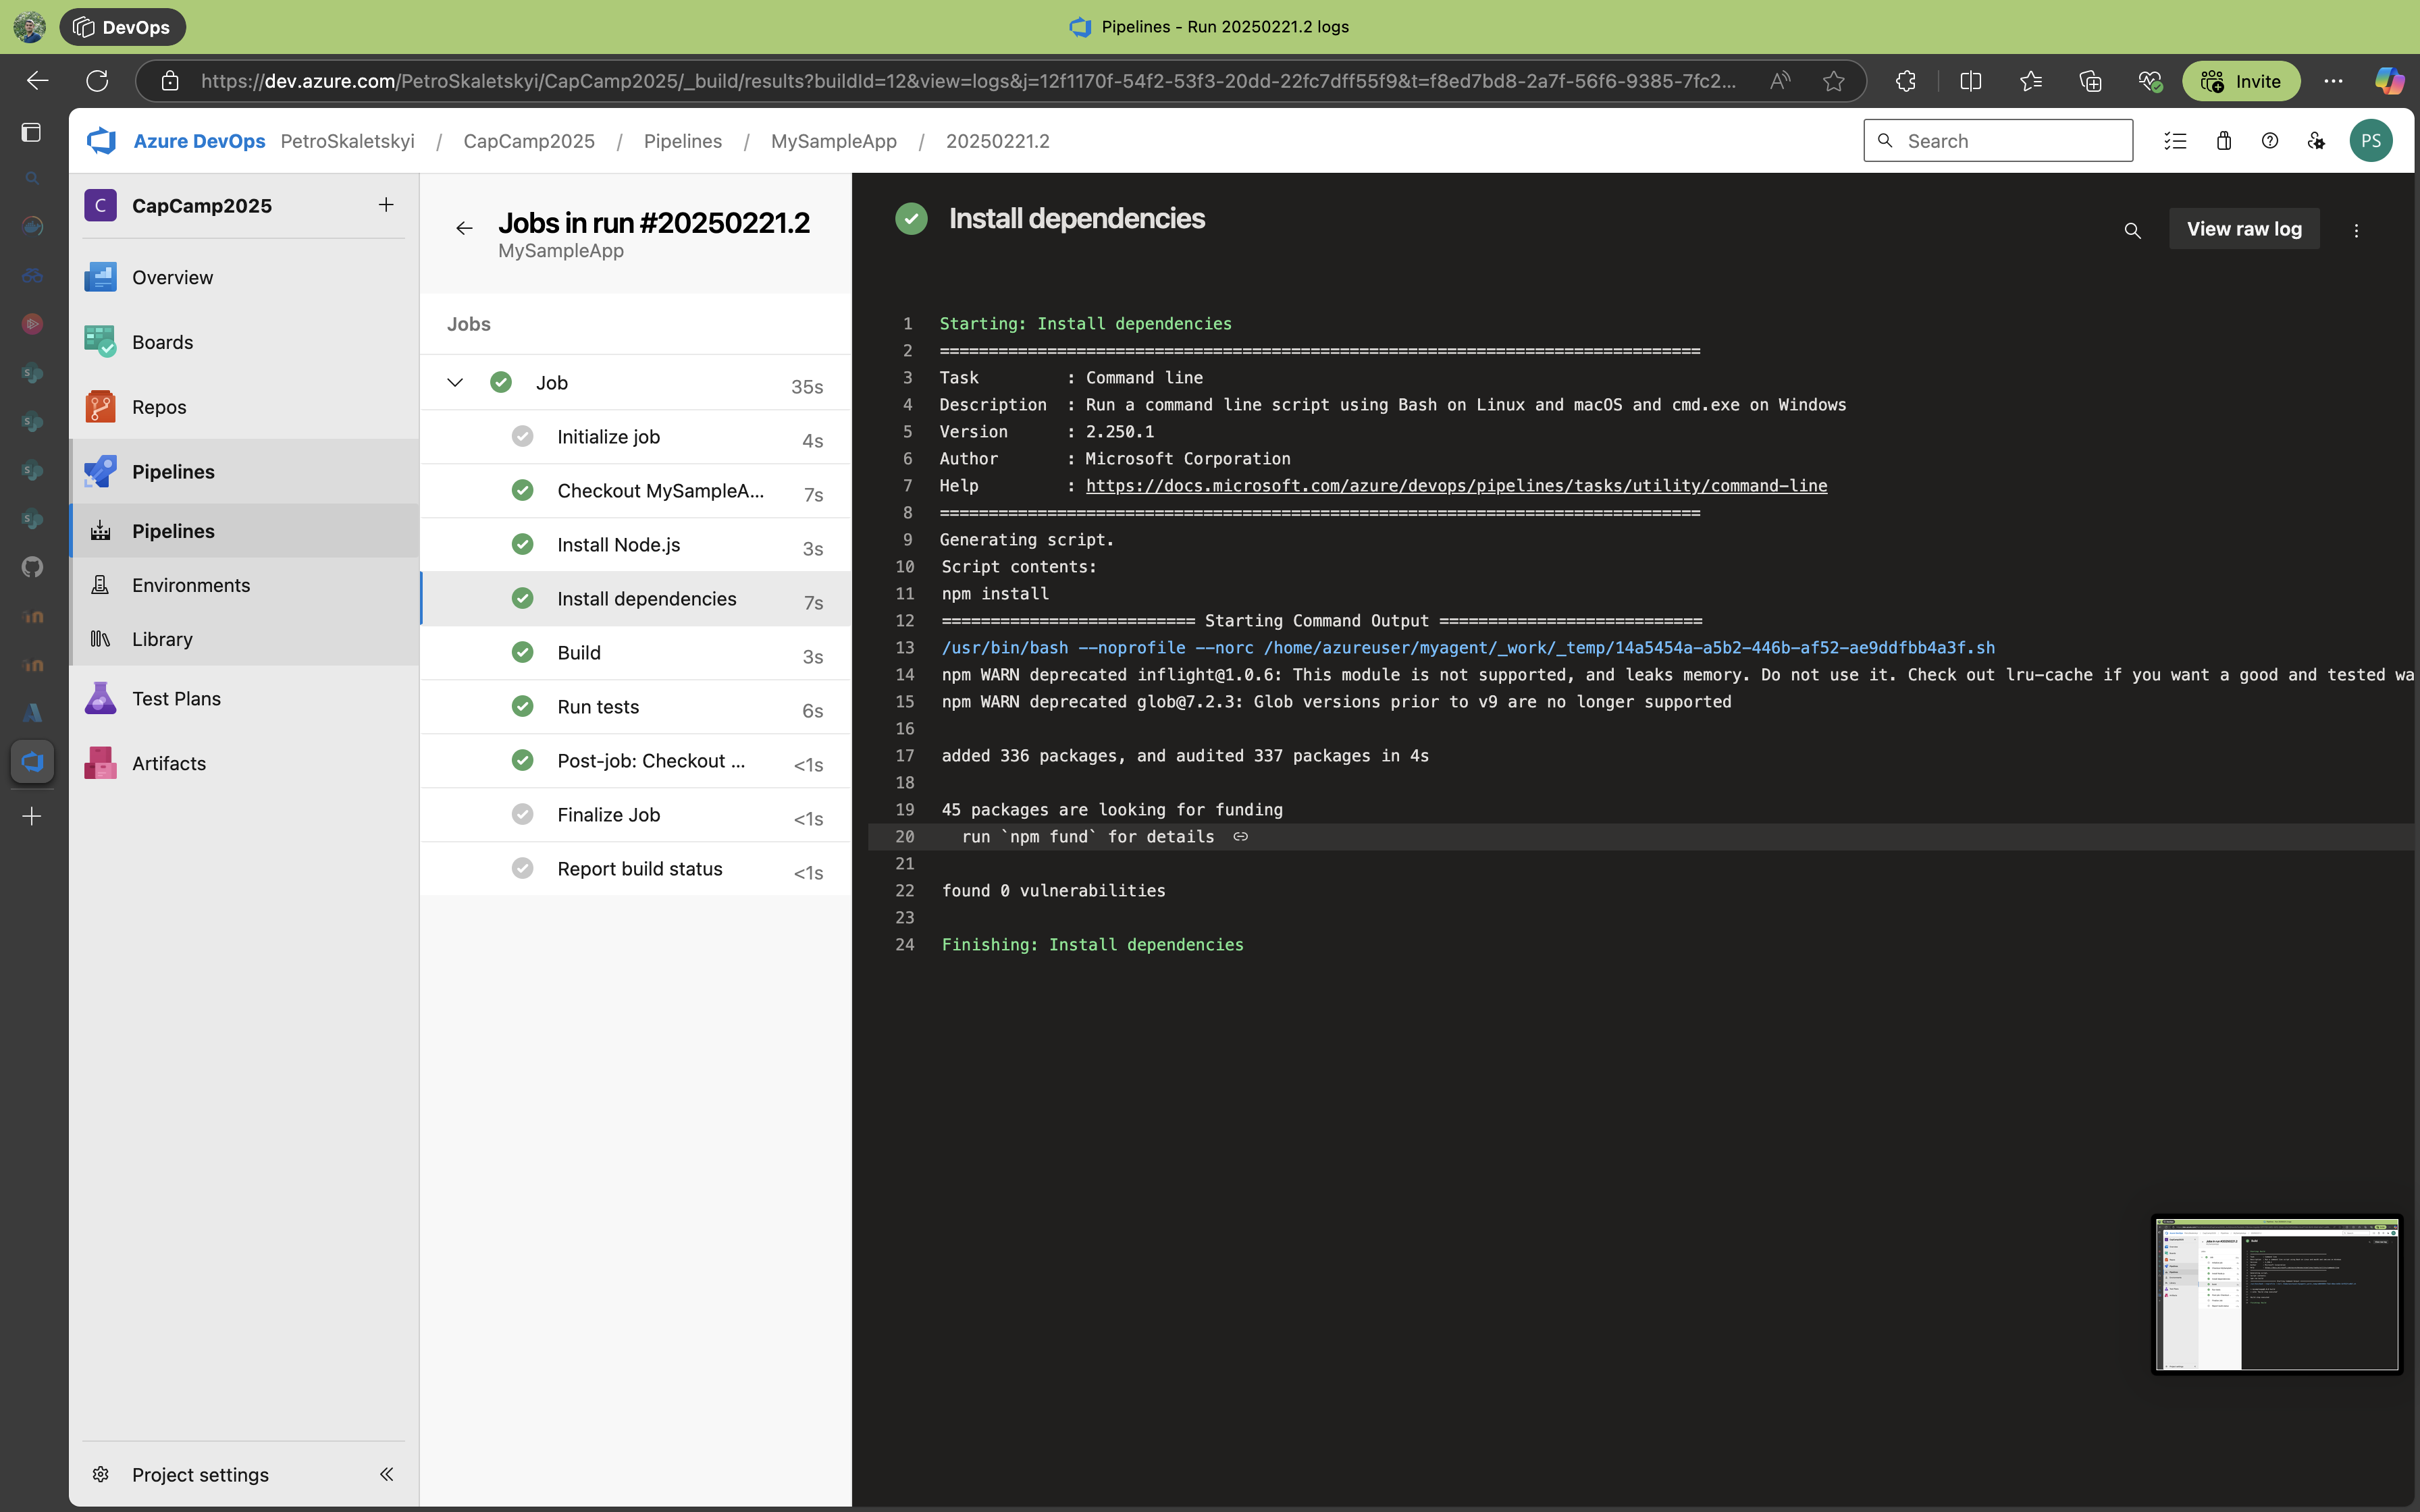 DevOps
Pipelines - Run 20250221.2 logs
https://dev.azure.com/PetroSkaletskyi/CapCamp2025/_build/results?buildId=12&view=logs&j=12f1170f-54f2-53f3-20dd-22fc7dff55f9&t=f8ed7bd8-2a7f-56f6-9385-7fc2...
Invite
Azure DevOps PetroSkaletskyi / CapCamp2025 / Pipelines / MySampleApp / 20250221.2
Search
PS
C CapCamp2025
Overview
Boards
Repos
Pipelines
Pipelines
Environments
Library
Test Plans
Artifacts
Project settings
Jobs in run #20250221.2
MySampleApp
Jobs
Job 35s
Initialize job 4s
Checkout MySampleA... 7s
Install Node.js 3s
Install dependencies 7s
Build 3s
Run tests 6s
Post-job: Checkout ... <1s
Finalize Job <1s
Report build status <1s
Install dependencies
View raw log
1 Starting: Install dependencies
2 ==============================================================================
3 Task         : Command line
4 Description  : Run a command line script using Bash on Linux and macOS and cmd.exe on Windows
5 Version      : 2.250.1
6 Author       : Microsoft Corporation
7 Help         : https://docs.microsoft.com/azure/devops/pipelines/tasks/utility/command-line
8 ==============================================================================
9 Generating script.
10 Script contents:
11 npm install
12 ========================== Starting Command Output ===========================
13 /usr/bin/bash --noprofile --norc /home/azureuser/myagent/_work/_temp/14a5454a-a5b2-446b-af52-ae9ddfbb4a3f.sh
14 npm WARN deprecated inflight@1.0.6: This module is not supported, and leaks memory. Do not use it. Check out lru-cache if you want a good and tested wa
15 npm WARN deprecated glob@7.2.3: Glob versions prior to v9 are no longer supported
16
17 added 336 packages, and audited 337 packages in 4s
18
19 45 packages are looking for funding
20   run `npm fund` for details
21
22 found 0 vulnerabilities
23
24 Finishing: Install dependencies